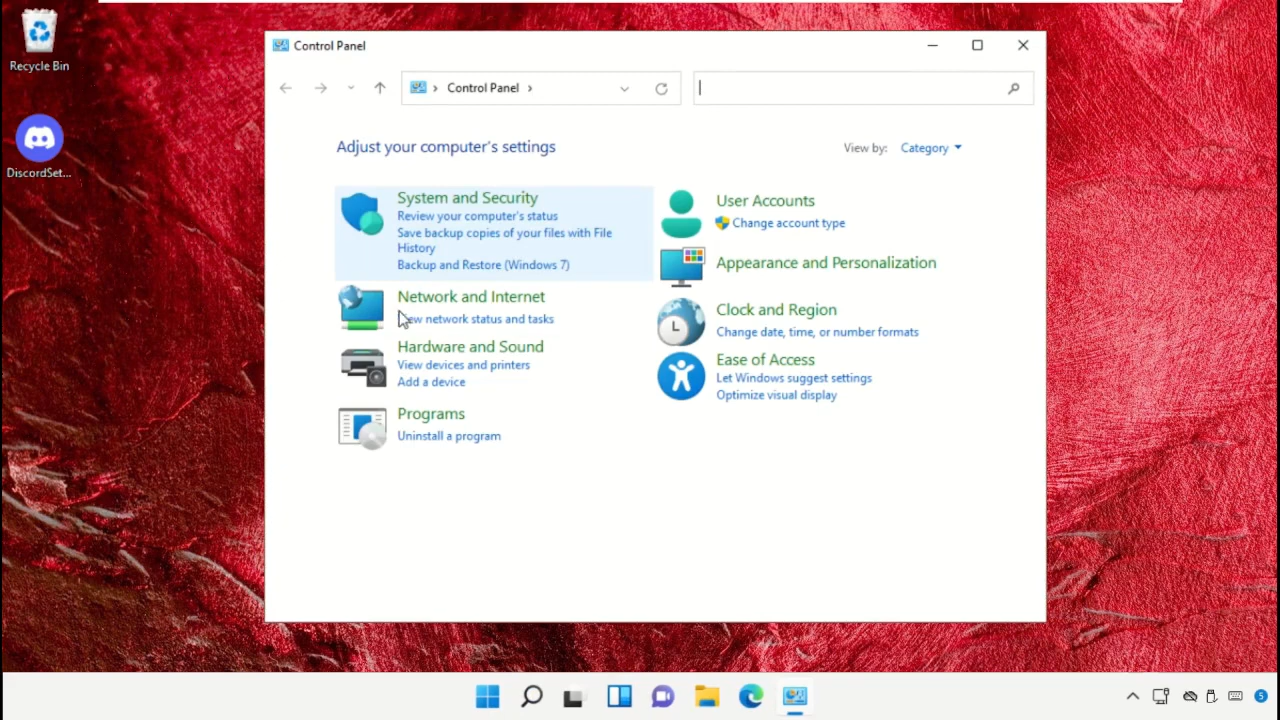 Recycle Bin
DiscordSet...
Control Panel
Control Panel
Adjust your computer's settings
View by: Category
System and Security
Review your computer's status
Save backup copies of your files with File
History
Backup and Restore (Windows 7)
Network and Internet
network status and tasks
Hardware and Sound
View devices and printers
Add a device
Programs
Uninstall a program
User Accounts
Change account type
Appearance and Personalization
Clock and Region
Change date, time, or number formats
Ease of Access
Let Windows suggest settings
Optimize visual display
5